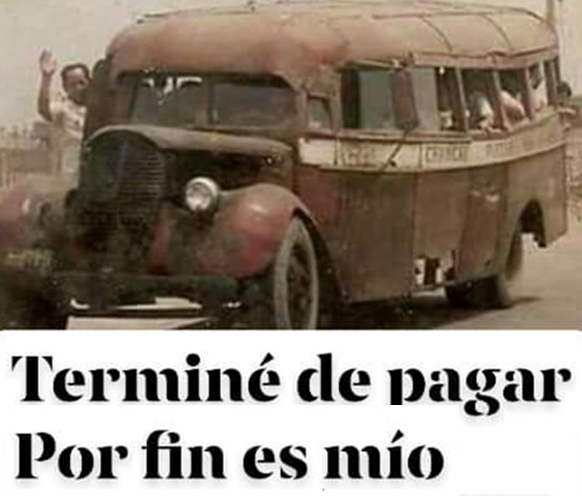 Terminé de pagar
Por fin es mío